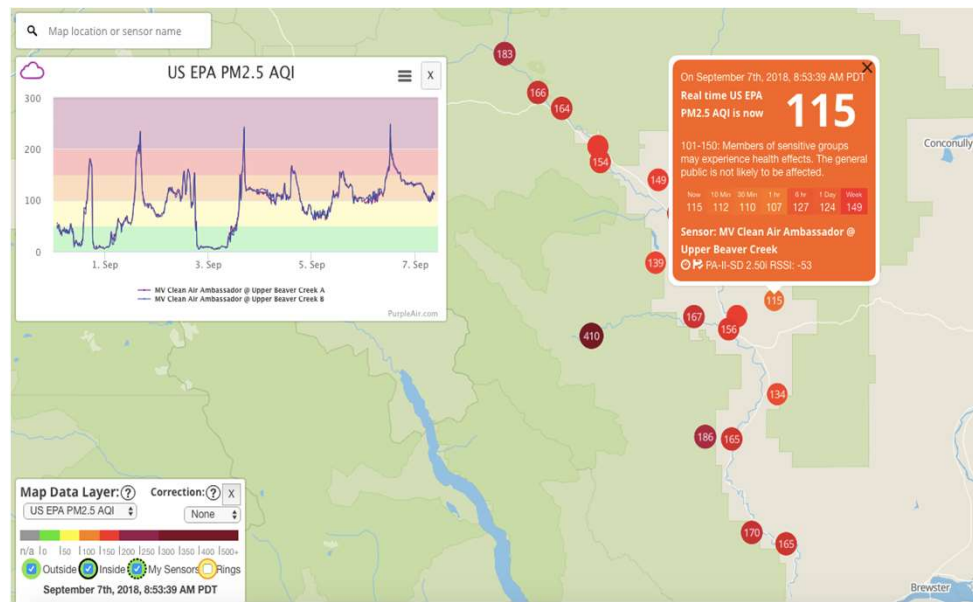 Map location or sensor name
US EPA PM2.5 AQI
X
300
200
100
0
1. Sep
3. Sep
5. Sep
7. Sep
MV Clean Air Ambassador @ Upper Beaver Creek A
MV Clean Air Ambassador @ Upper Beaver Creek B
PurpleAir.com
183
166
164
154
149
139
On September 7th, 2018, 8:53:39 AM PDT
Real time US EPA
PM2.5 AQI is now
115
101-150: Members of sensitive groups
may experience health effects. The general
public is not likely to be affected.
Now 10 Min 30 Min 1 hr 6 hr 1 Day Week
115 112 110 107 127 124 149
Sensor: MV Clean Air Ambassador @
Upper Beaver Creek
PA-II-SD 2.50i RSSI: -53
Conconully
115
167
156
410
134
186
165
170
165
Brewster
Map Data Layer: ? Correction: ? X
US EPA PM2.5 AQI None
n/a |0 |50 |100 |150 |200 |250 |300 |350 |400 |500+
Outside Inside My Sensors Rings
September 7th, 2018, 8:53:39 AM PDT